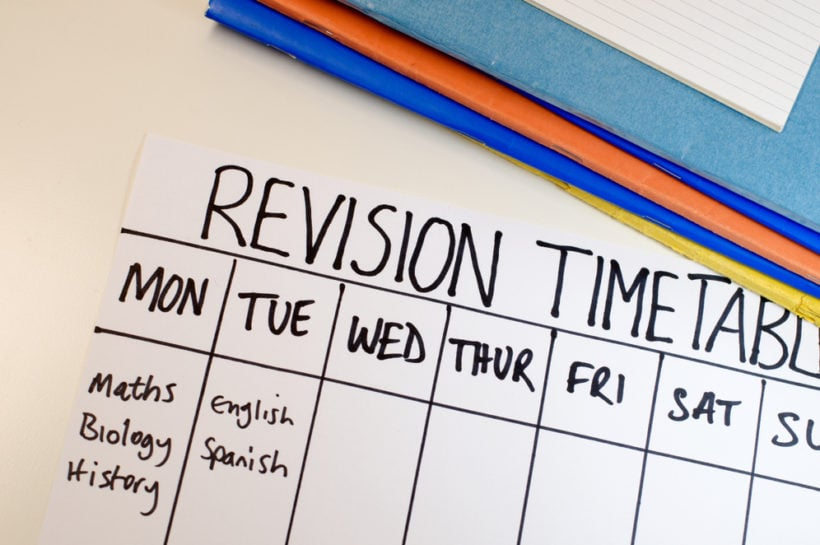 REVISION TIMETABL
MON TUE WED THUR FRI SAT SU
Maths
Biology
History
English
Spanish